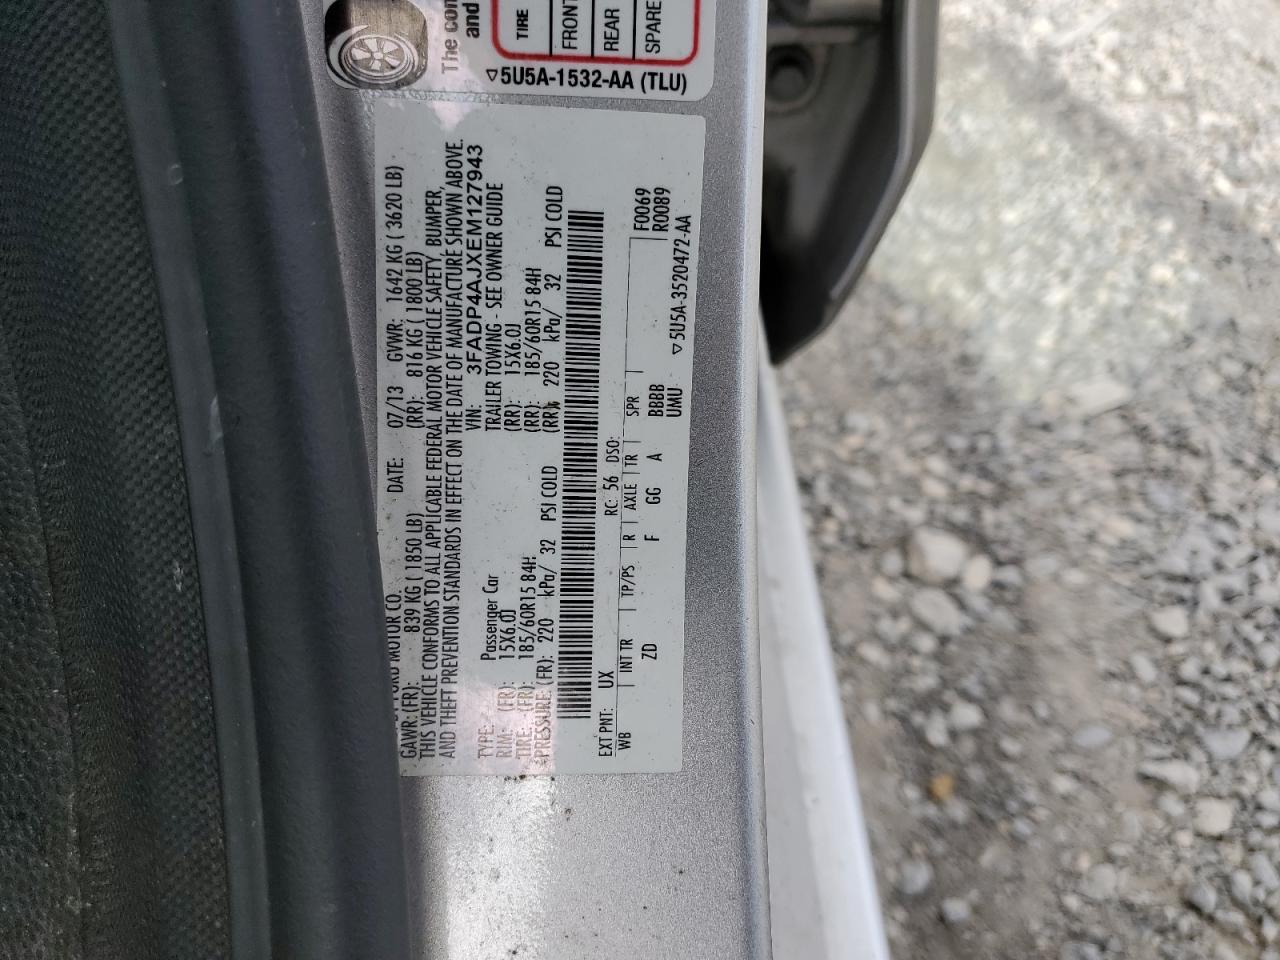 The con
and
TIRE
FRONT
REAR
SPARE
5U5A-1532-AA (TLU)
FORD MOTOR CO.
DATE: 07/13 GVWR: 1642 KG ( 3620 LB)
GAWR:(FR): 839 KG ( 1850 LB) (RR): 816 KG ( 1800 LB)
THIS VEHICLE CONFORMS TO ALL APPLICABLE FEDERAL MOTOR VEHICLE SAFETY, BUMPER,
AND THEFT PREVENTION STANDARDS IN EFFECT ON THE DATE OF MANUFACTURE SHOWN ABOVE.
VIN: 3FADP4AJXEM127943
TYPE: Passenger Car TRAILER TOWING - SEE OWNER GUIDE
RIM: (FR): 15X6.0J (RR): 15X6.0J
TIRE: (FR): 185/60R15 84H (RR): 185/60R15 84H
PRESSURE: (FR): 220 kPa/ 32 PSI COLD (RR): 220 kPa/ 32 PSI COLD
EXT PNT: UX RC: 56 DSO:
WB INT TR TP/PS R AXLE TR SPR F0069
ZD F GG A BBBB R0089
UMU
5U5A-3520472-AA